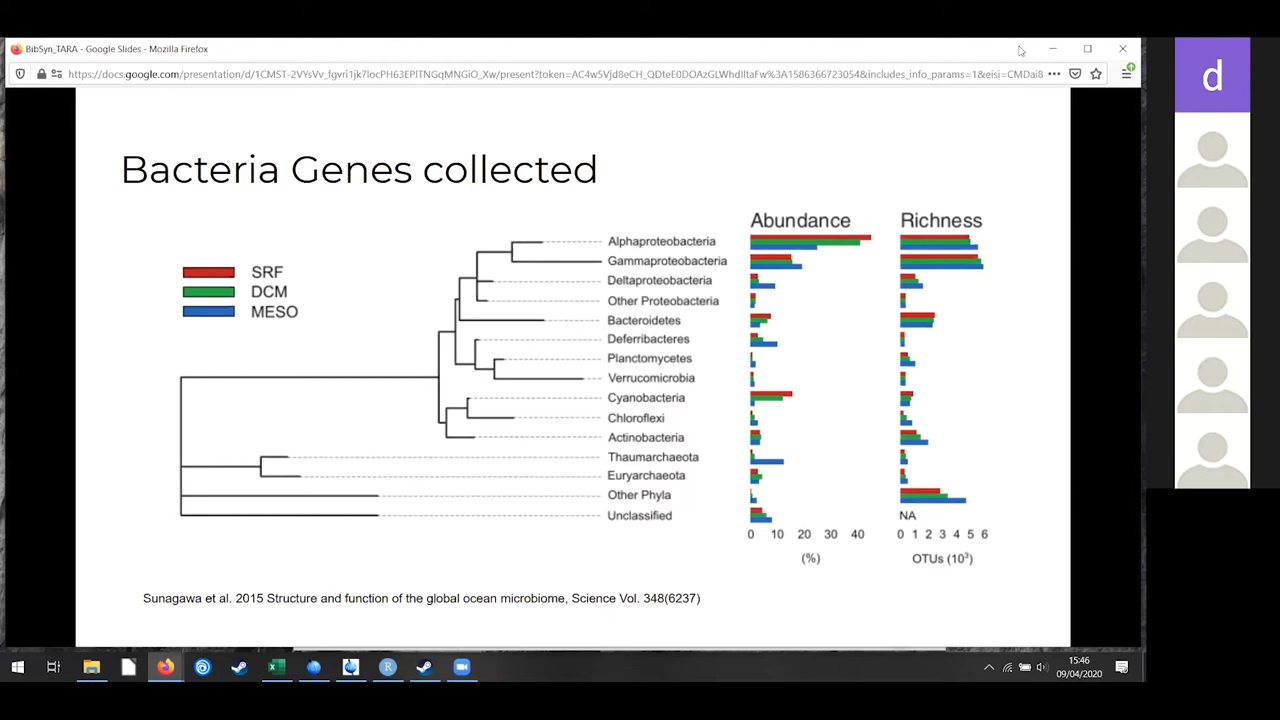 BibSyn_TARA - Google Slides - Mozilla Firefox
d
Bacteria Genes collected
Abundance
Richness
SRF
DCM
MESO
Alphaproteobacteria
Gammaproteobacteria
Deltaproteobacteria
Other Proteobacteria
Bacteroidetes
Deferribacteres
Planctomycetes
Verrucomicrobia
Cyanobacteria
Chloroflexi
Actinobacteria
Thaumarchaeota
Euryarchaeota
Other Phyla
Unclassified
NA
0 10 20 30 40
0 1 2 3 4 5 6
(%)
OTUs (10³)
Sunagawa et al. 2015 Structure and function of the global ocean microbiome, Science Vol. 348(6237)
15:46
09/04/2020